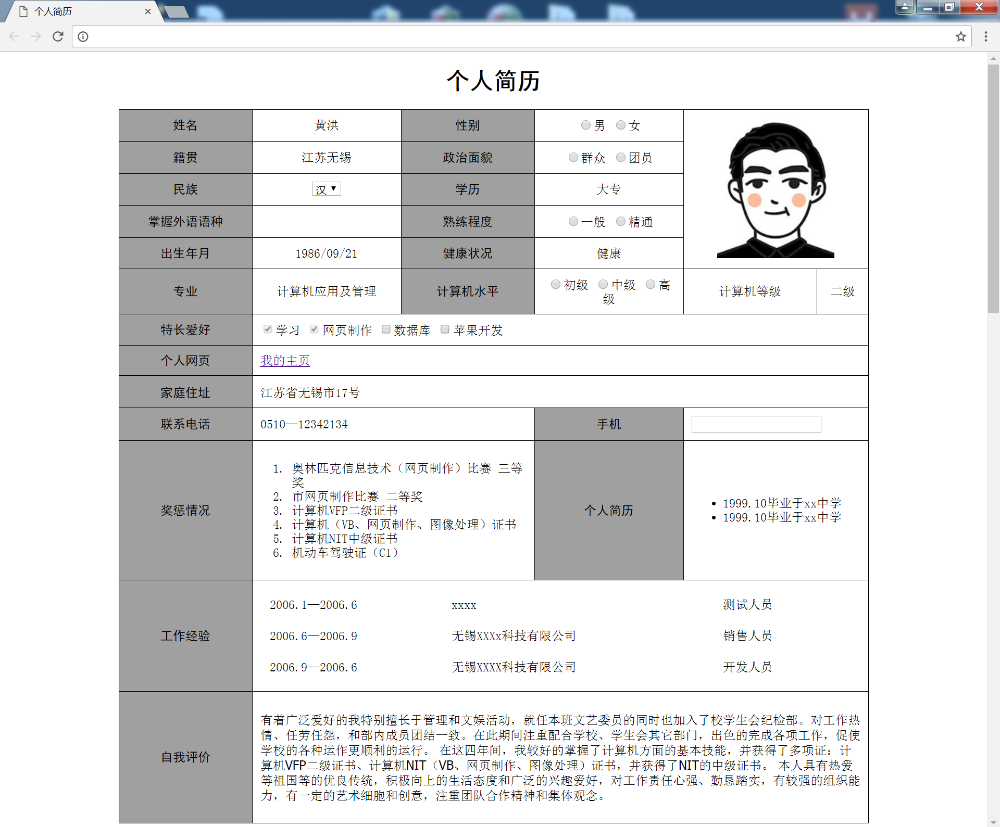 个人简历
个人简历
姓名 黄洪 性别 男 女
籍贯 江苏无锡 政治面貌 群众 团员
民族 汉 学历 大专
掌握外语语种 熟练程度 一般 精通
出生年月 1986/09/21 健康状况 健康
专业 计算机应用及管理 计算机水平 初级 中级 高
级
计算机等级 二级
特长爱好 学习 网页制作 数据库 苹果开发
个人网页 我的主页
家庭住址 江苏省无锡市17号
联系电话 0510—12342134 手机
奖惩情况
1. 奥林匹克信息技术（网页制作）比赛 三等
奖
2. 市网页制作比赛 二等奖
3. 计算机VFP二级证书
4. 计算机（VB、网页制作、图像处理）证书
5. 计算机NIT中级证书
6. 机动车驾驶证（C1）
个人简历
• 1999.10毕业于xx中学
• 1999.10毕业于xx中学
工作经验
2006.1—2006.6 xxxx 测试人员
2006.6—2006.9 无锡XXXx科技有限公司 销售人员
2006.9—2006.6 无锡XXXX科技有限公司 开发人员
自我评价
有着广泛爱好的我特别擅长于管理和文娱活动，就任本班文艺委员的同时也加入了校学生会纪检部。对工作热
情、任劳任怨，和部内成员团结一致。在此期间注重配合学校、学生会其它部门，出色的完成各项工作，促使
学校的各种运作更顺利的运行。 在这四年间，我较好的掌握了计算机方面的基本技能，并获得了多项证：计
算机VFP二级证书、计算机NIT（VB、网页制作、图像处理）证书，并获得了NIT的中级证书。 本人具有热爱
等祖国等的优良传统，积极向上的生活态度和广泛的兴趣爱好，对工作责任心强、勤恳踏实，有较强的组织能
力，有一定的艺术细胞和创意，注重团队合作精神和集体观念。